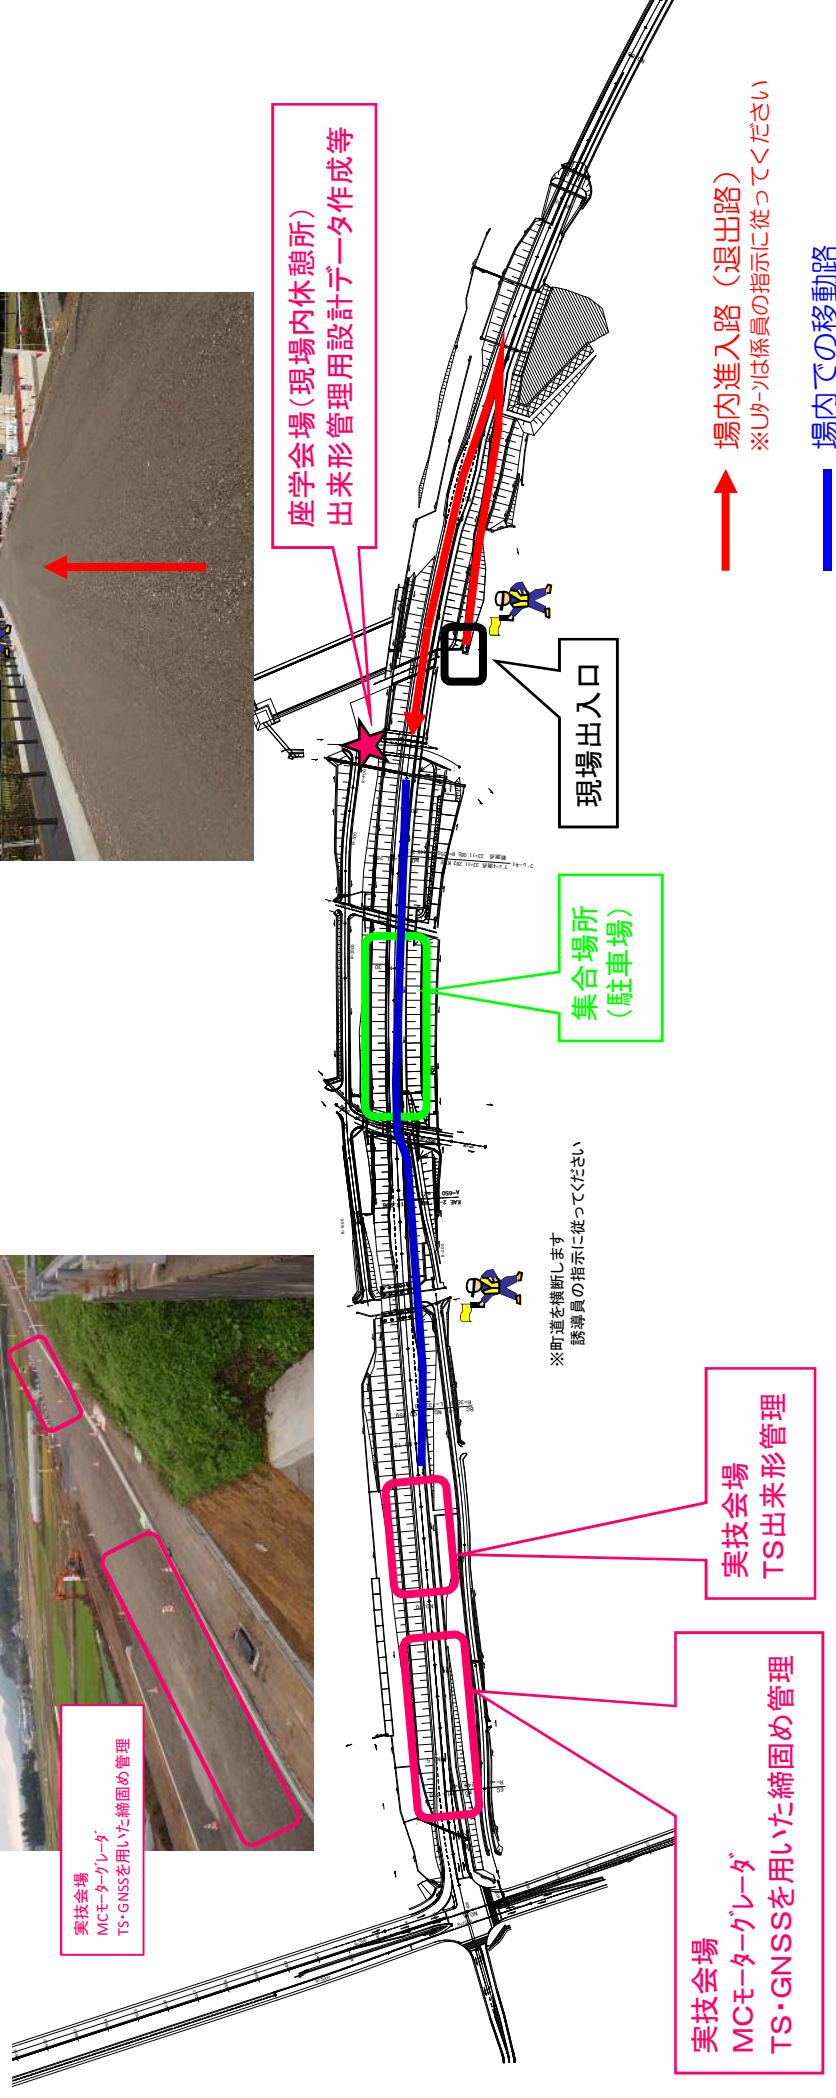 座学会場(現場内休憩所)
出来形管理用設計データ作成等
場内進入路（退出路）
※Uターンは係員の指示に従ってください
場内での移動路
現場出入口
集合場所
（駐車場）
※町道を横断します
誘導員の指示に従ってください
実技会場
TS出来形管理
実技会場
MCモーターグレーダ
TS・GNSSを用いた締固め管理
実技会場
MCモーターグレーダ
TS・GNSSを用いた締固め管理